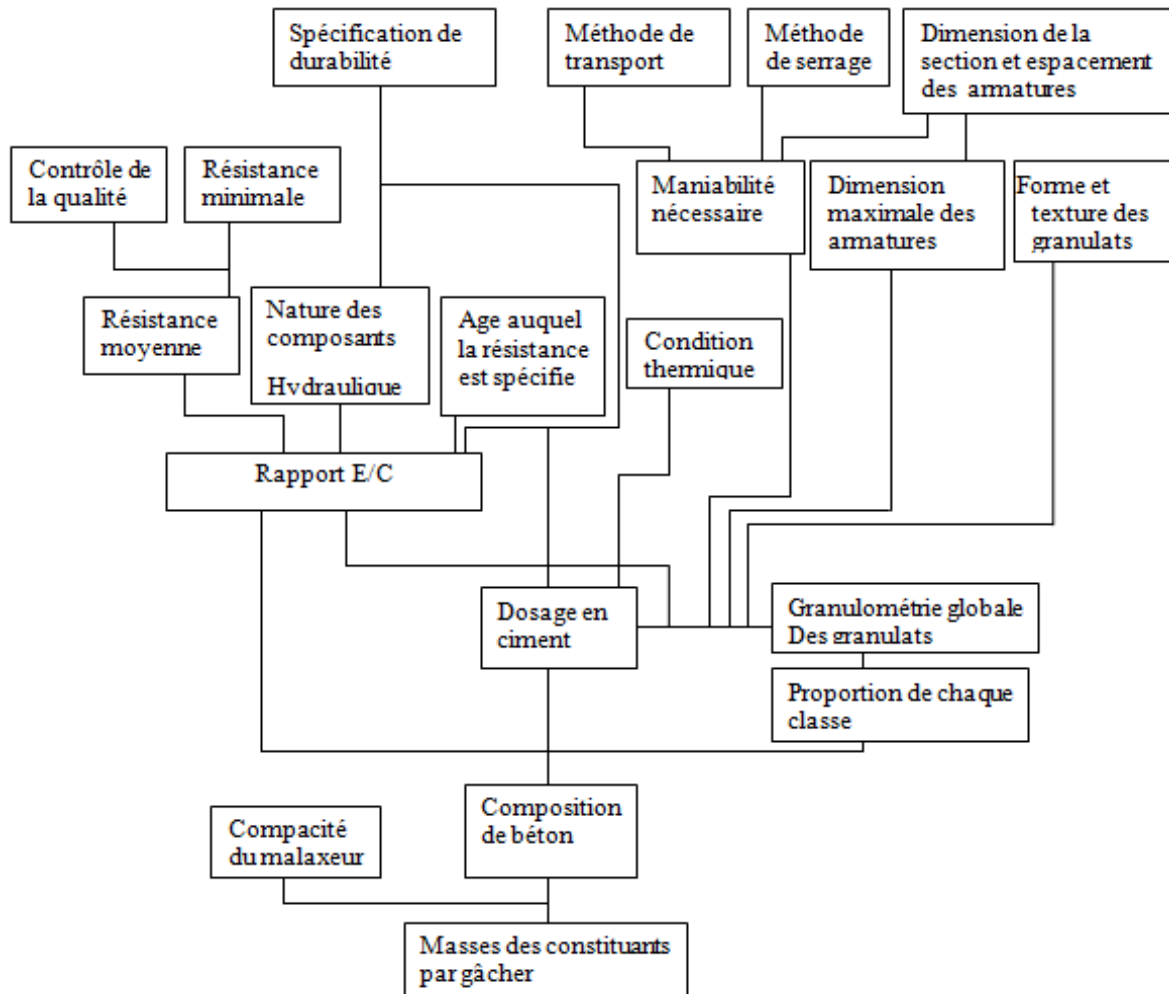 Spécification de
durabilité
Méthode de
transport
Méthode
de serrage
Dimension de la
section et espacement
des armatures
Contrôle de
la qualité
Résistance
minimale
Maniabilité
nécessaire
Dimension
maximale des
armatures
Forme et
texture des
granulats
Résistance
moyenne
Nature des
composants
Hydraulique
Age auquel
la résistance
est spécifie
Condition
thermique
Rapport E/C
Dosage en
ciment
Granulométrie globale
Des granulats
Proportion de chaque
classe
Composition
de béton
Compacité
du malaxeur
Masses des constituants
par gâcher